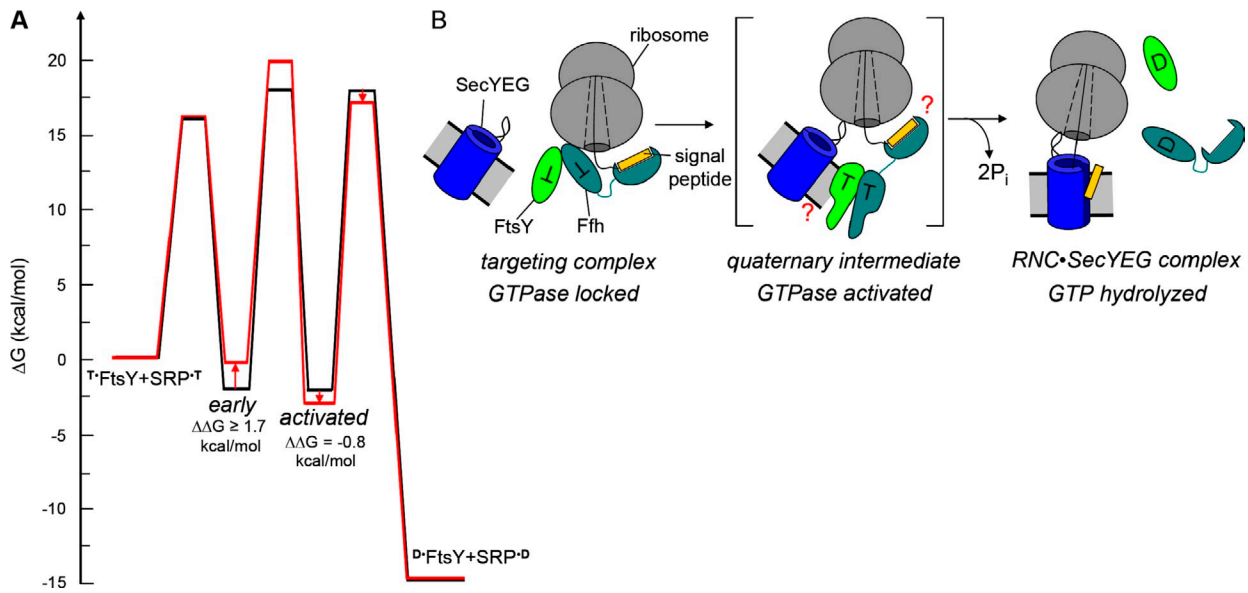 A
ΔG (kcal/mol)
20
15
10
5
0
-5
-10
-15
T•FtsY+SRP•T
early
ΔΔG ≥ 1.7
kcal/mol
activated
ΔΔG = -0.8
kcal/mol
D•FtsY+SRP•D
B
ribosome
SecYEG
signal
peptide
T
T
FtsY
Ffh
targeting complex
GTPase locked
?
?
T
T
quaternary intermediate
GTPase activated
2Pi
D
D
RNC•SecYEG complex
GTP hydrolyzed